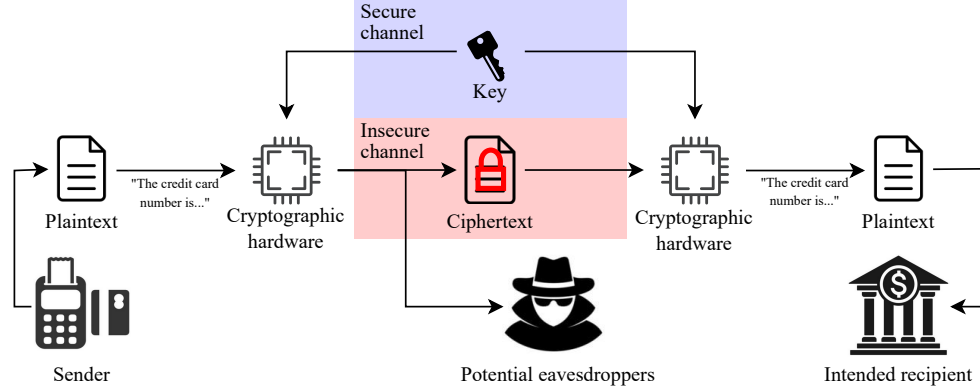 Secure
channel
Key
Insecure
channel
"The credit card
number is..."
"The credit card
number is..."
Plaintext
Cryptographic
hardware
Ciphertext
Cryptographic
hardware
Plaintext
$
Sender
Potential eavesdroppers
Intended recipient